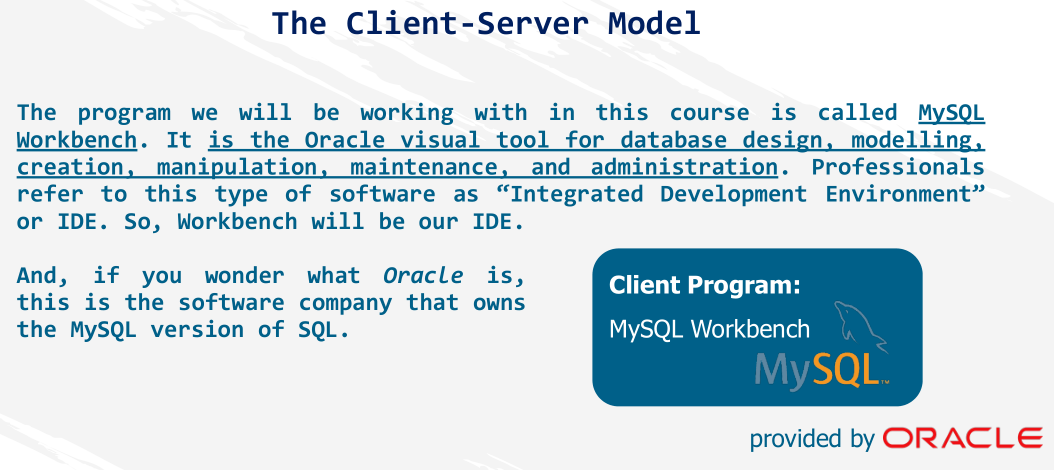 The Client-Server Model
The program we will be working with in this course is called MySQL
Workbench. It is the Oracle visual tool for database design, modelling,
creation, manipulation, maintenance, and administration. Professionals
refer to this type of software as “Integrated Development Environment”
or IDE. So, Workbench will be our IDE.
And, if you wonder what Oracle is,
this is the software company that owns
the MySQL version of SQL.
Client Program:
MySQL Workbench
MySQL™
provided by ORACLE